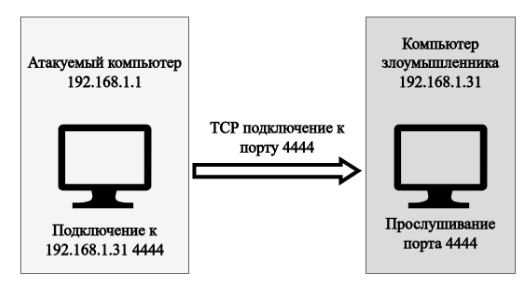 Атакуемый компьютер
192.168.1.1
Подключение к
192.168.1.31 4444
TCP подключение к
порту 4444
Компьютер
злоумышленника
192.168.1.31
Прослушивание
порта 4444